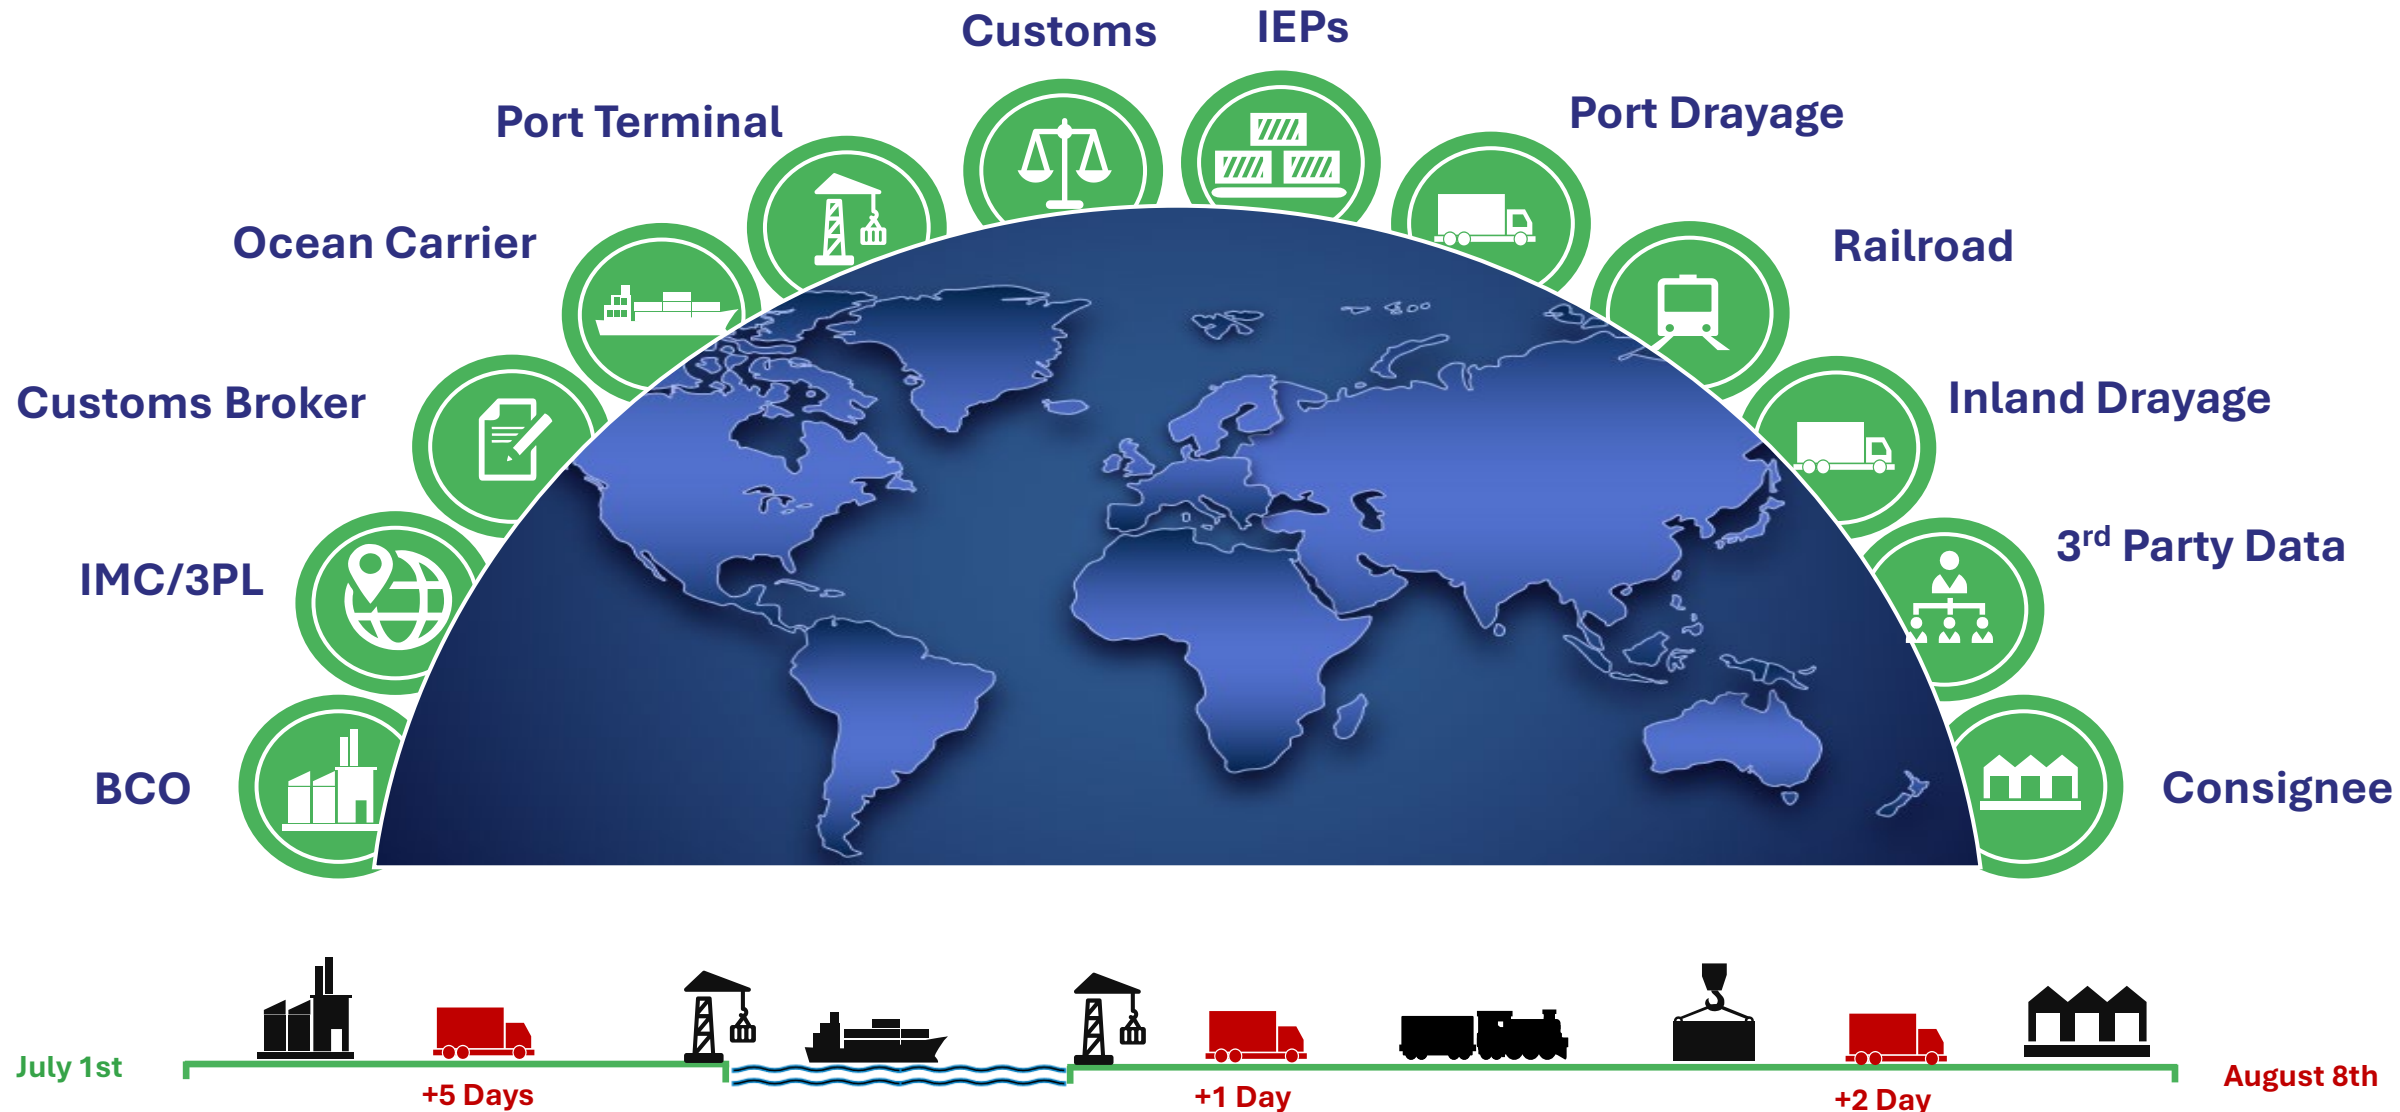 Customs
IEPs
Port Terminal
Port Drayage
Ocean Carrier
Railroad
Customs Broker
Inland Drayage
IMC/3PL
3rd Party Data
BCO
Consignee
July 1st
+5 Days
+1 Day
+2 Day
August 8th